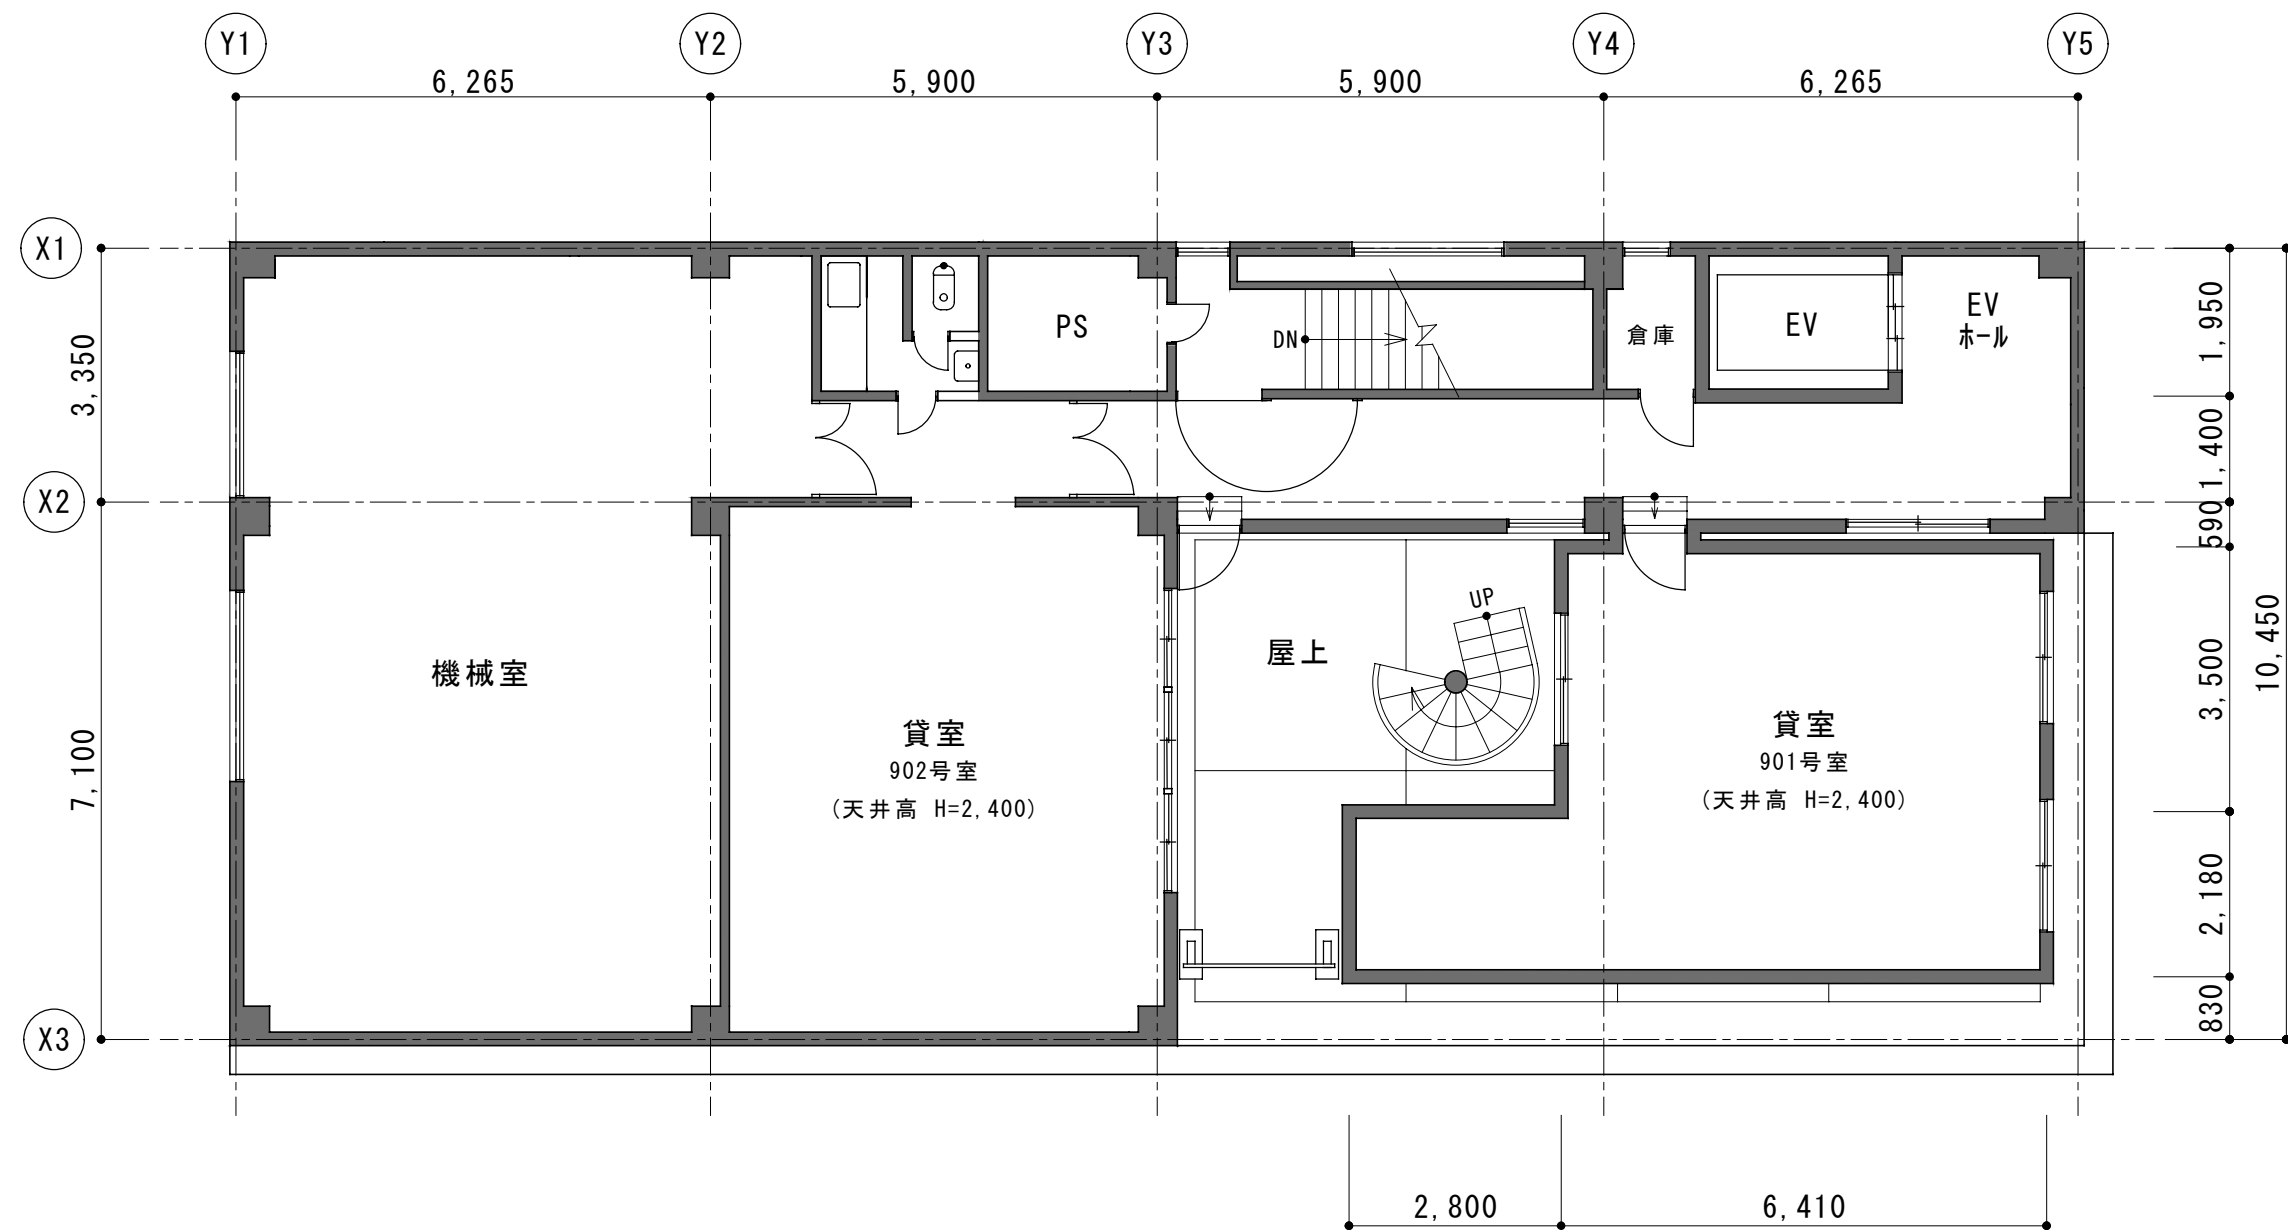 Y1 Y2 Y3 Y4 Y5
6,265 5,900 5,900 6,265
X1
X2
X3
3,350
7,100
PS
DN
倉庫
EV
EV
ホール
1,950
1,400
590
3,500
2,180
830
10,450
機械室
貸室
902号室
(天井高 H=2,400)
屋上
UP
貸室
901号室
(天井高 H=2,400)
2,800 6,410